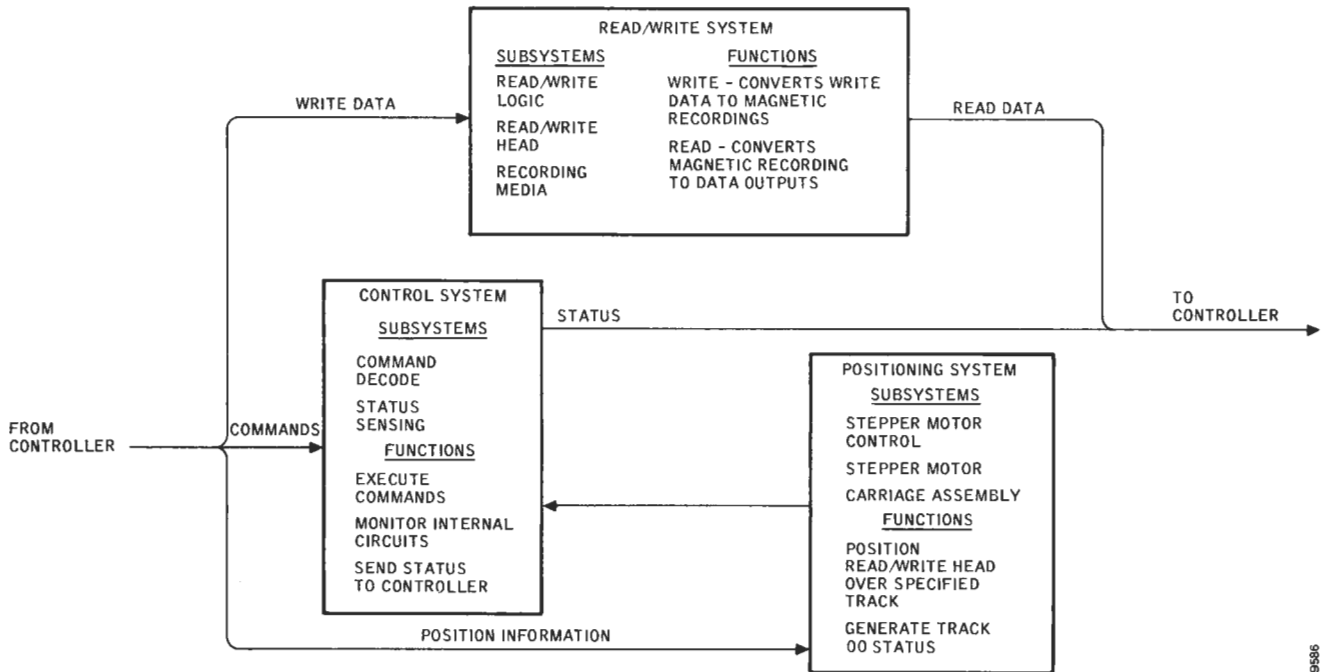 READ/WRITE SYSTEM
SUBSYSTEMS
READ/WRITE
LOGIC
READ/WRITE
HEAD
RECORDING
MEDIA
FUNCTIONS
WRITE - CONVERTS WRITE
DATA TO MAGNETIC
RECORDINGS
READ - CONVERTS
MAGNETIC RECORDING
TO DATA OUTPUTS
WRITE DATA
READ DATA
CONTROL SYSTEM
SUBSYSTEMS
COMMAND
DECODE
STATUS
SENSING
FUNCTIONS
EXECUTE
COMMANDS
MONITOR INTERNAL
CIRCUITS
SEND STATUS
TO CONTROLLER
STATUS
TO
CONTROLLER
POSITIONING SYSTEM
SUBSYSTEMS
STEPPER MOTOR
CONTROL
STEPPER MOTOR
CARRIAGE ASSEMBLY
FUNCTIONS
POSITION
READ/WRITE HEAD
OVER SPECIFIED
TRACK
GENERATE TRACK
00 STATUS
FROM
CONTROLLER
COMMANDS
POSITION INFORMATION
9586